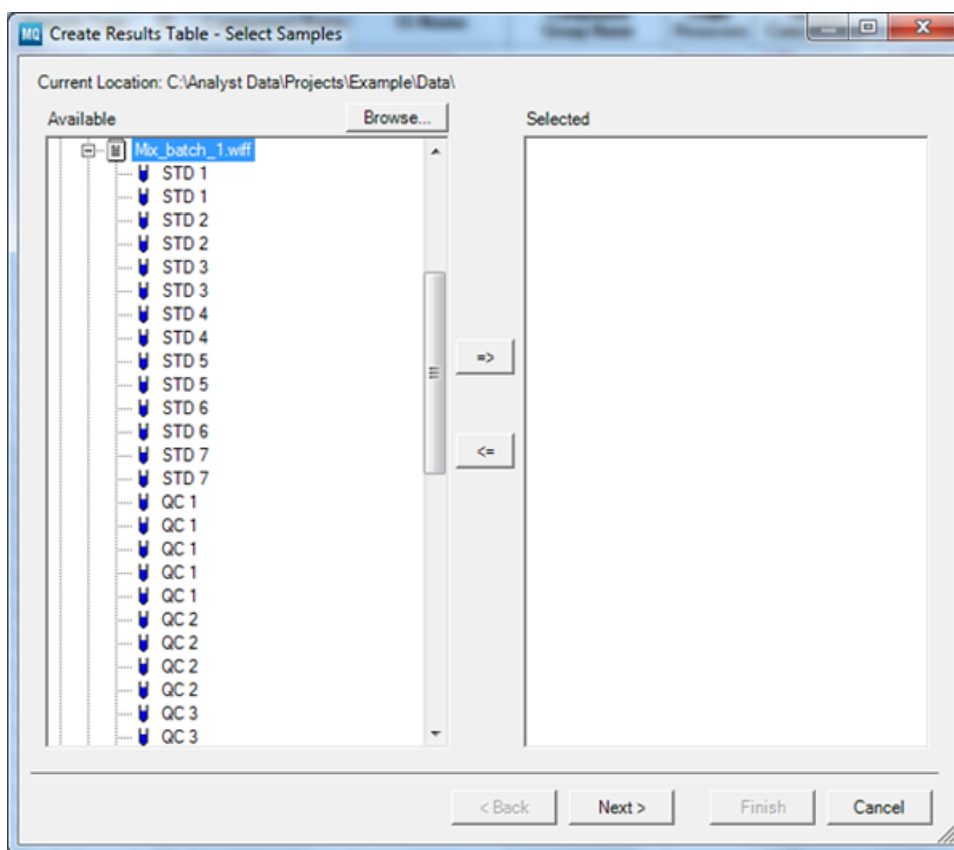 MQ Create Results Table - Select Samples
Current Location: C:\Analyst Data\Projects\Example\Data\
Available
Browse...
Selected
Mix_batch_1.wiff
STD 1
STD 1
STD 2
STD 2
STD 3
STD 3
STD 4
STD 4
STD 5
STD 5
STD 6
STD 6
STD 7
STD 7
QC 1
QC 1
QC 1
QC 1
QC 1
QC 2
QC 2
QC 2
QC 2
QC 3
QC 3
=>
<=
< Back
Next >
Finish
Cancel